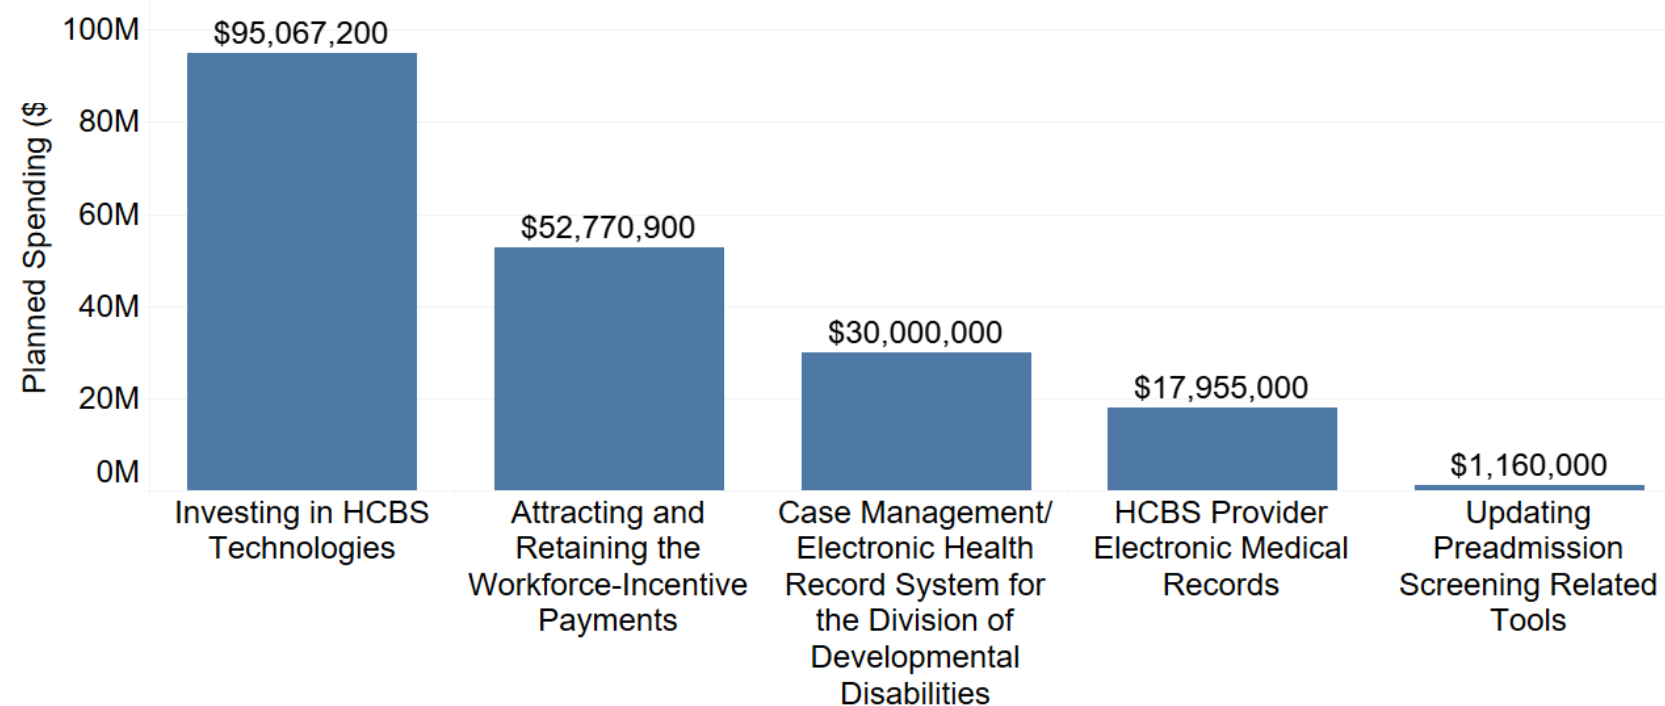 Planned Spending ($
100M
80M
60M
40M
20M
0M
$95,067,200
$52,770,900
$30,000,000
$17,955,000
$1,160,000
Investing in HCBS
Technologies
Attracting and
Retaining the
Workforce-Incentive
Payments
Case Management/
Electronic Health
Record System for
the Division of
Developmental
Disabilities
HCBS Provider
Electronic Medical
Records
Updating
Preadmission
Screening Related
Tools